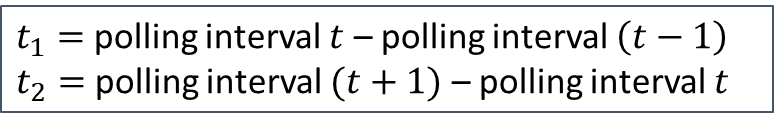 t₁ = polling interval t – polling interval (t − 1)
t₂ = polling interval (t + 1) – polling interval t